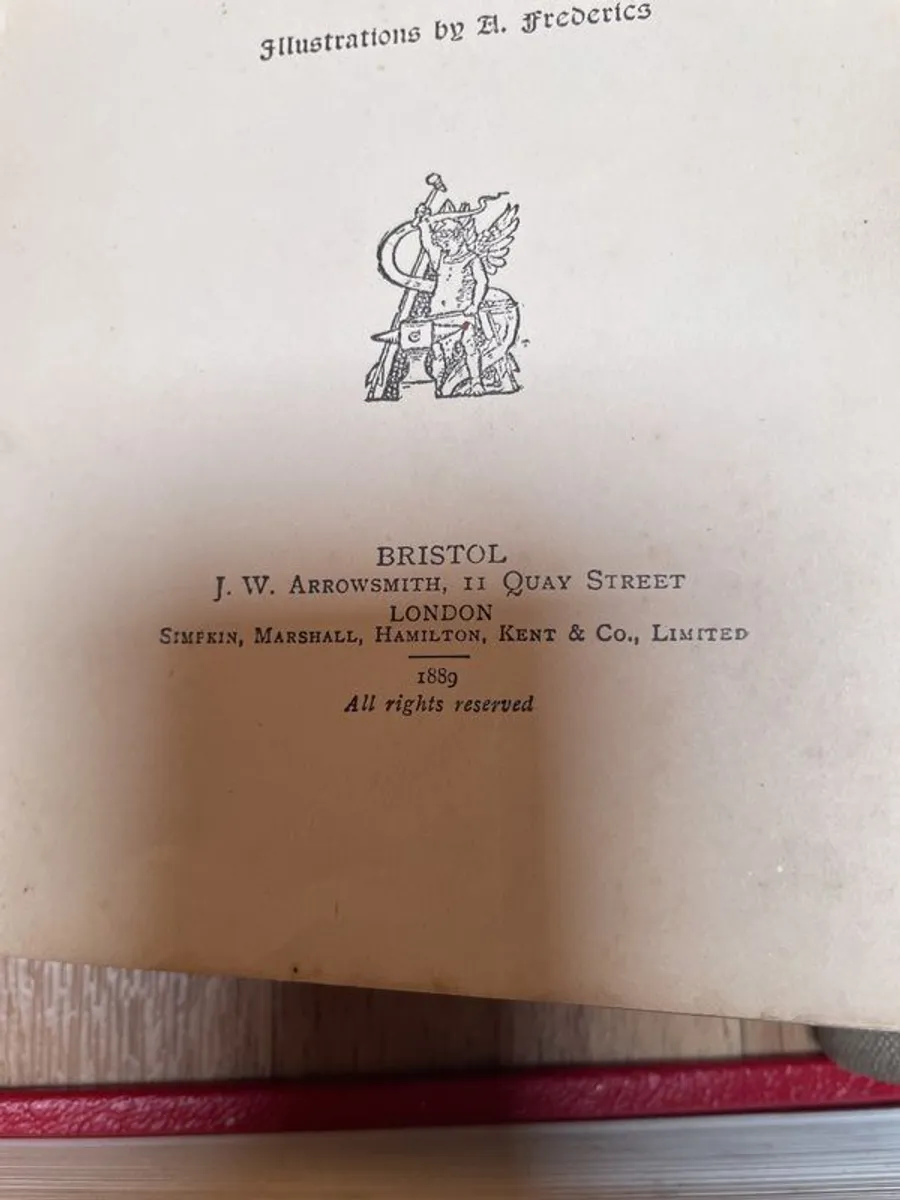 Illustrations by A. Frederics
BRISTOL
J. W. ARROWSMITH, 11 QUAY STREET
LONDON
SIMPKIN, MARSHALL, HAMILTON, KENT & CO., LIMITED
1889
All rights reserved